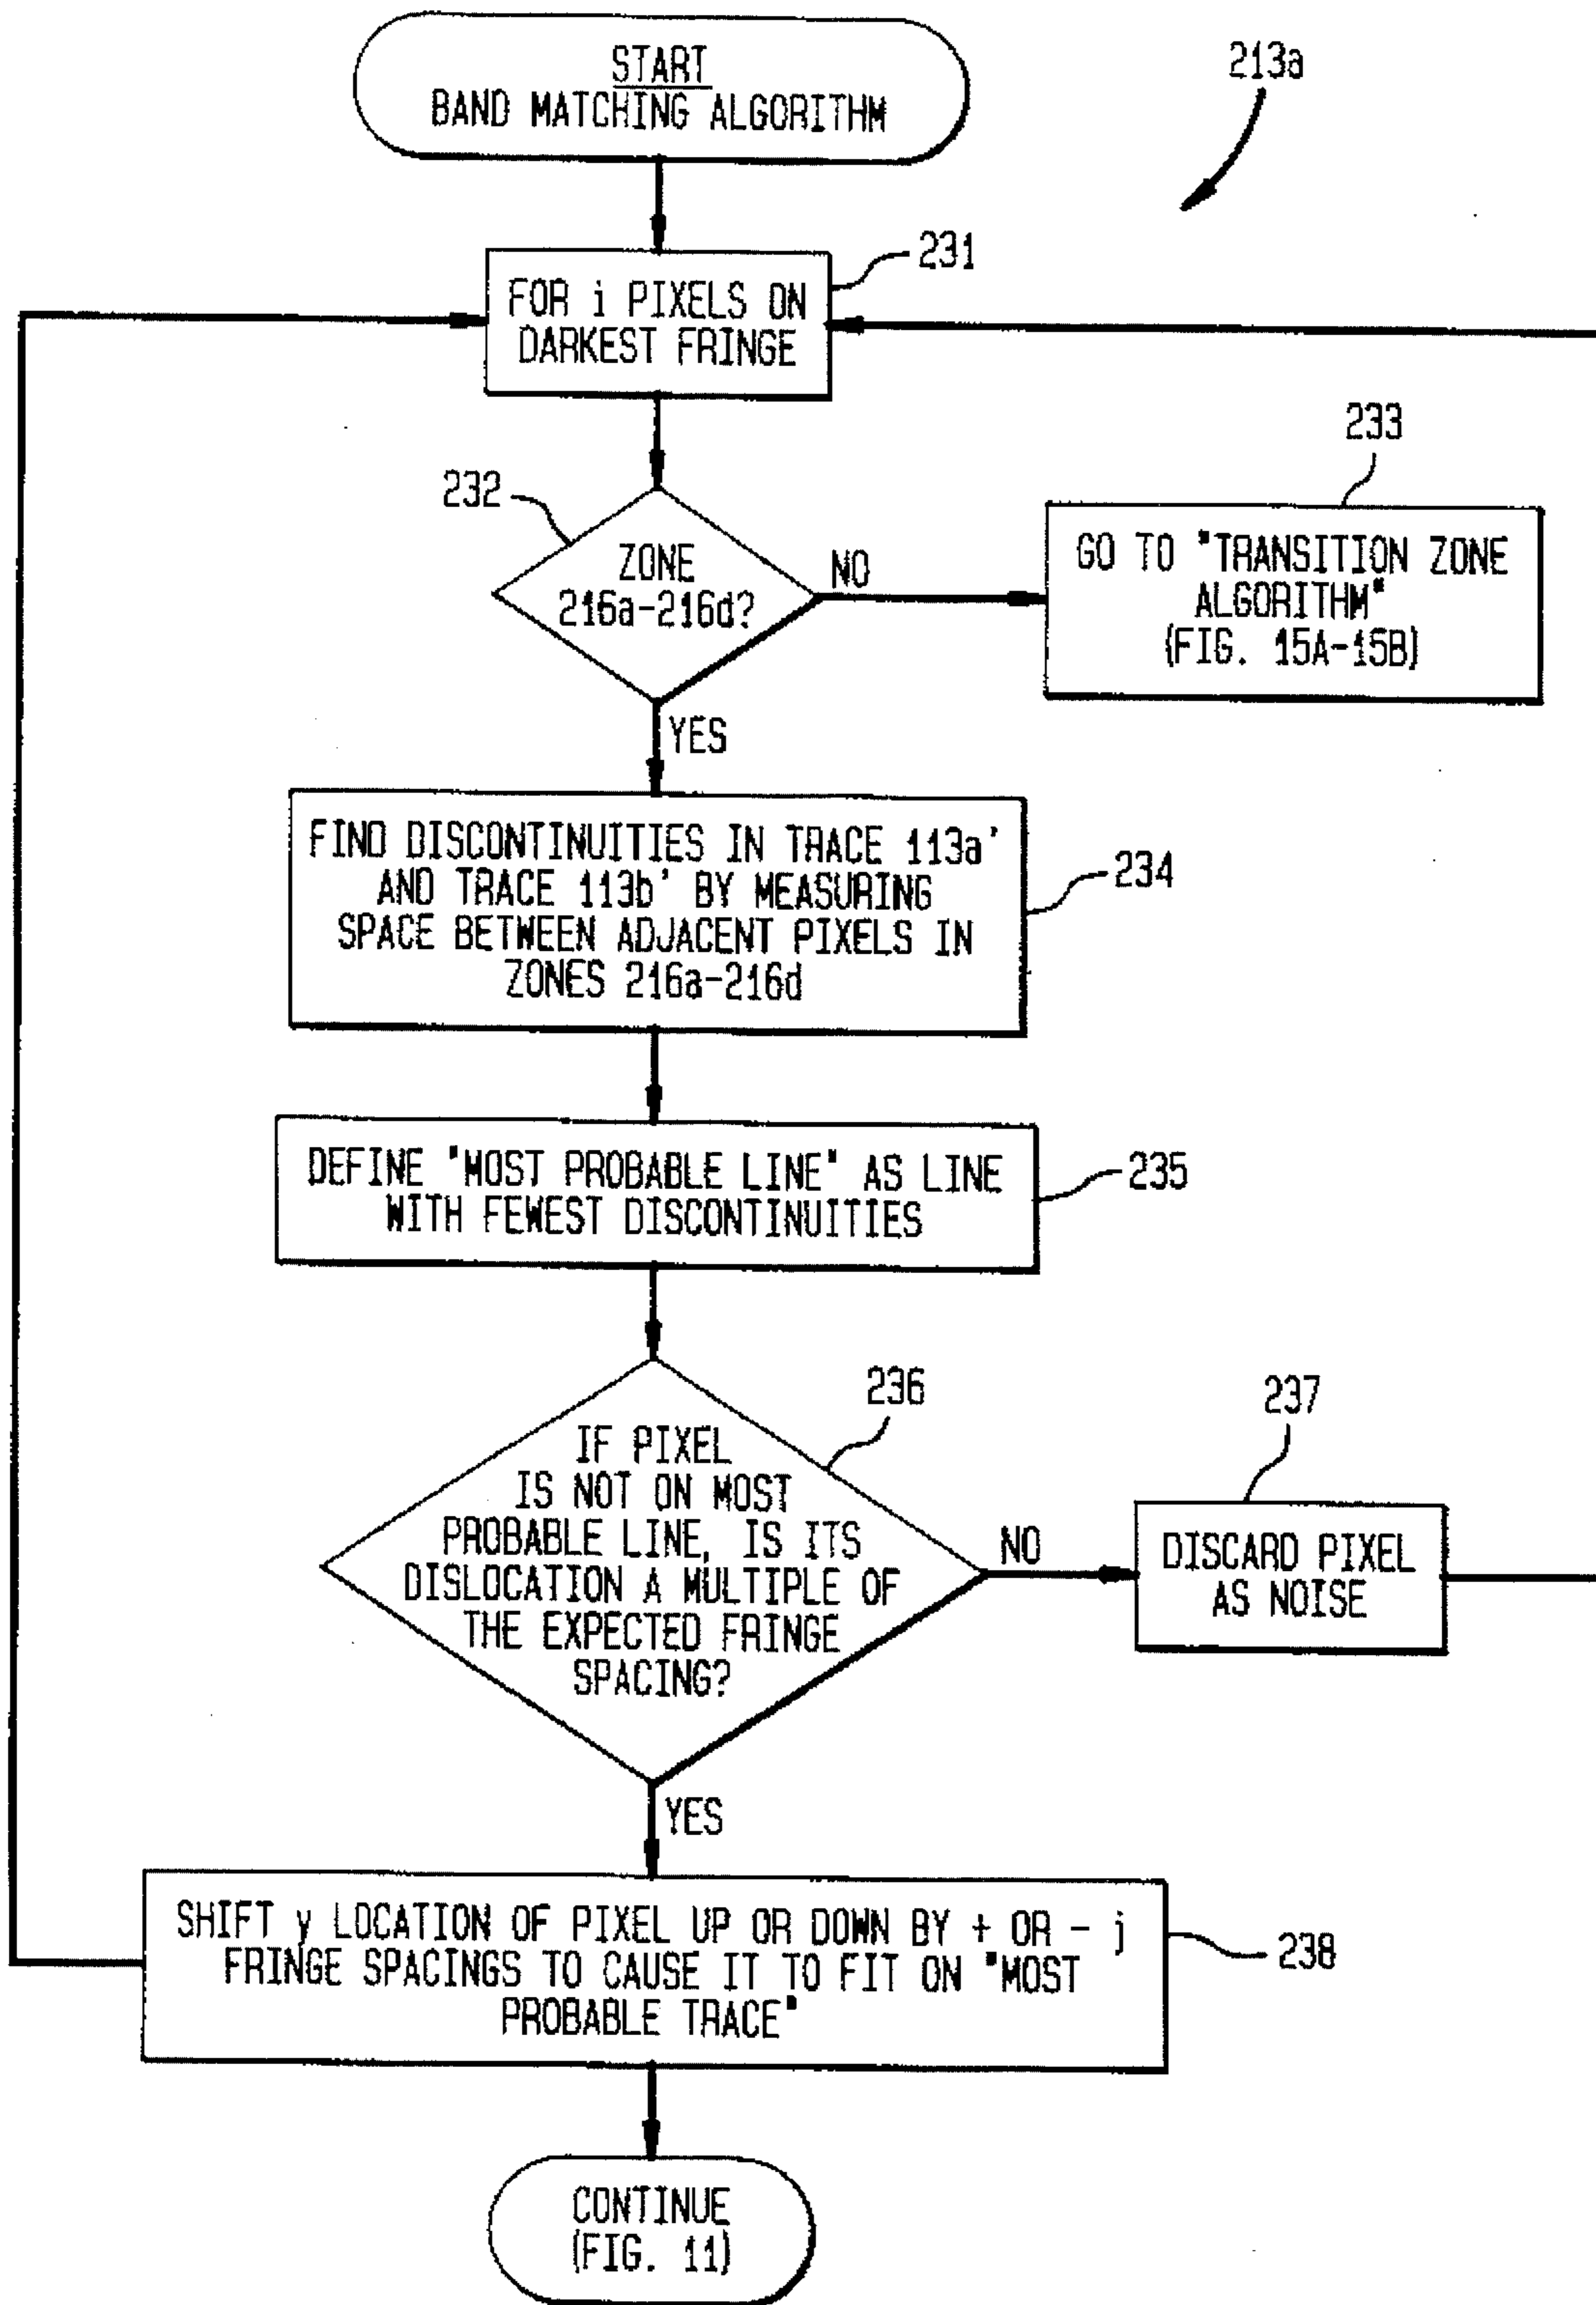 START
BAND MATCHING ALGORITHM
213a
231
FOR i PIXELS ON
DARKEST FRINGE
232
ZONE
216a-216d?
NO
233
GO TO "TRANSITION ZONE
ALGORITHM"
(FIG. 15A-15B)
YES
FIND DISCONTINUITIES IN TRACE 113a'
AND TRACE 113b' BY MEASURING
SPACE BETWEEN ADJACENT PIXELS IN
ZONES 216a-216d
234
DEFINE "MOST PROBABLE LINE" AS LINE
WITH FEWEST DISCONTINUITIES
235
236
IF PIXEL
IS NOT ON MOST
PROBABLE LINE, IS ITS
DISLOCATION A MULTIPLE OF
THE EXPECTED FRINGE
SPACING?
NO
237
DISCARD PIXEL
AS NOISE
YES
SHIFT y LOCATION OF PIXEL UP OR DOWN BY + OR - j
FRINGE SPACINGS TO CAUSE IT TO FIT ON "MOST
PROBABLE TRACE"
238
CONTINUE
(FIG. 11)